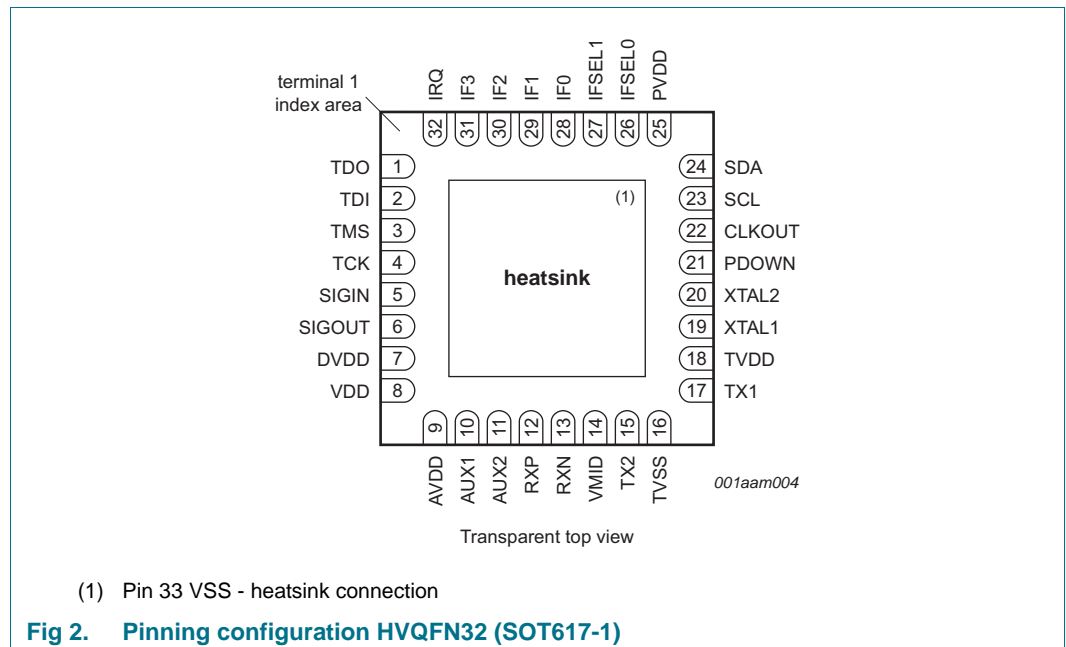 terminal 1
index area
IRQ
IF3
IF2
IF1
IF0
IFSEL1
IFSEL0
PVDD
32
31
30
29
28
27
26
25
TDO 1
TDI 2
TMS 3
TCK 4
SIGIN 5
SIGOUT 6
DVDD 7
VDD 8
(1)
heatsink
24 SDA
23 SCL
22 CLKOUT
21 PDOWN
20 XTAL2
19 XTAL1
18 TVDD
17 TX1
9
10
11
12
13
14
15
16
AVDD
AUX1
AUX2
RXP
RXN
VMID
TX2
TVSS
001aam004
Transparent top view
(1) Pin 33 VSS - heatsink connection
Fig 2. Pinning configuration HVQFN32 (SOT617-1)